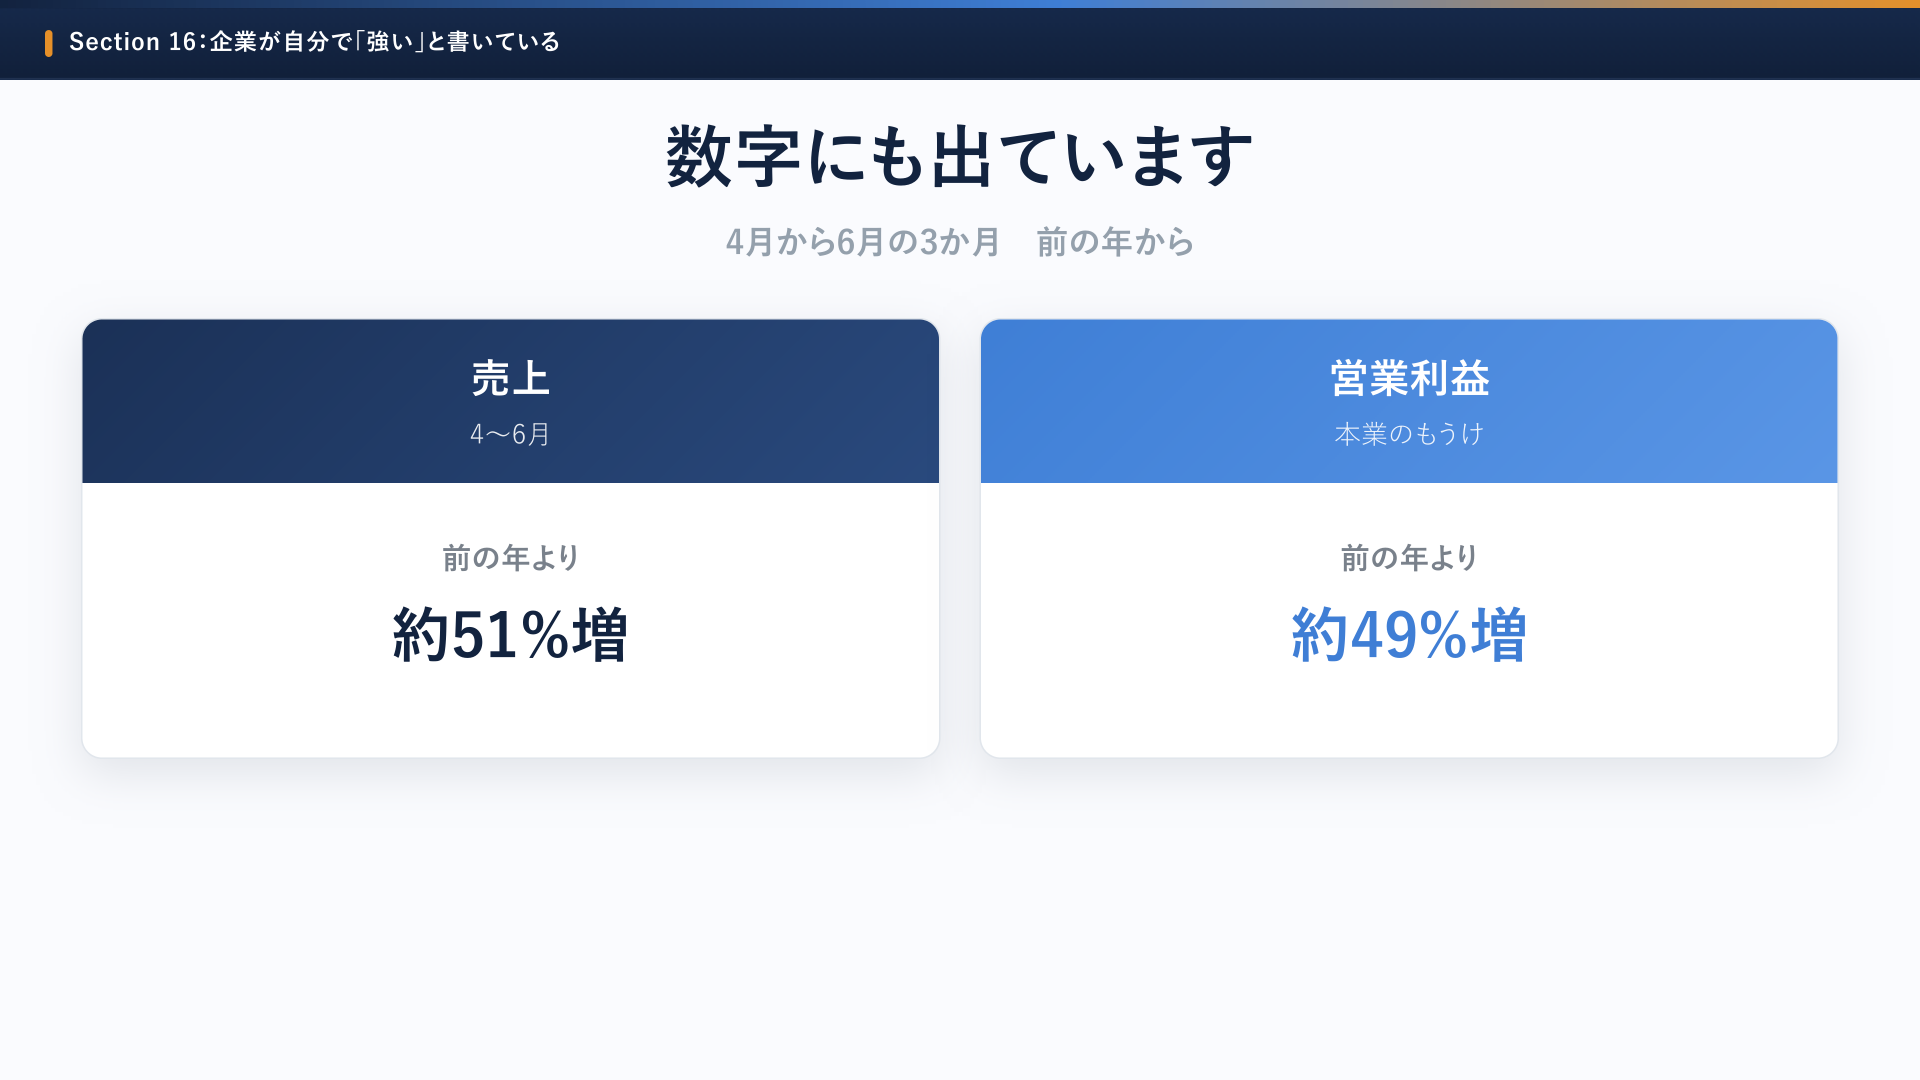 Section 16：企業が自分で「強い」と書いている
数字にも出ています
4月から6月の3か月　前の年から
売上
4〜6月
前の年より
約51%増
営業利益
本業のもうけ
前の年より
約49%増